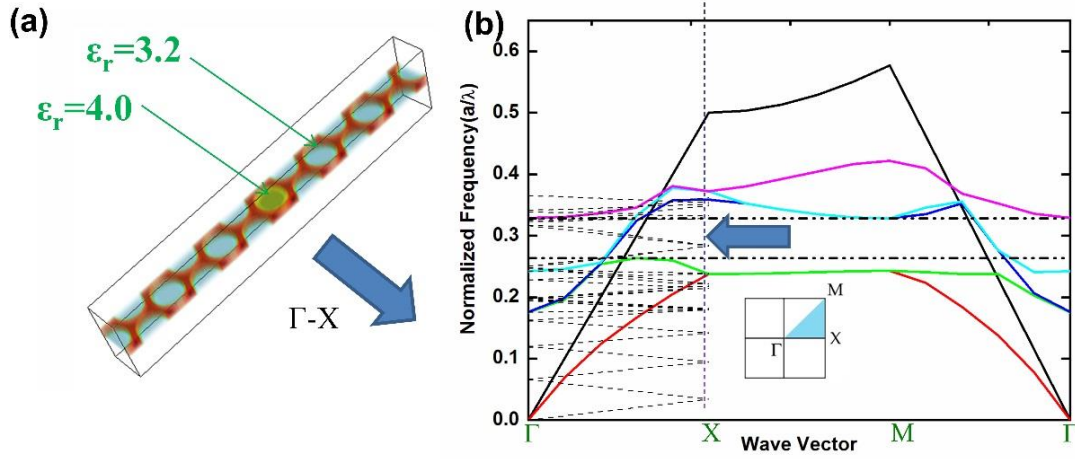 (a)
εr=3.2
εr=4.0
Γ-X
(b)
Normalized Frequency(a/λ)
0.6
0.5
0.4
0.3
0.2
0.1
0.0
M
Γ
X
Γ
X
M
Γ
Wave Vector